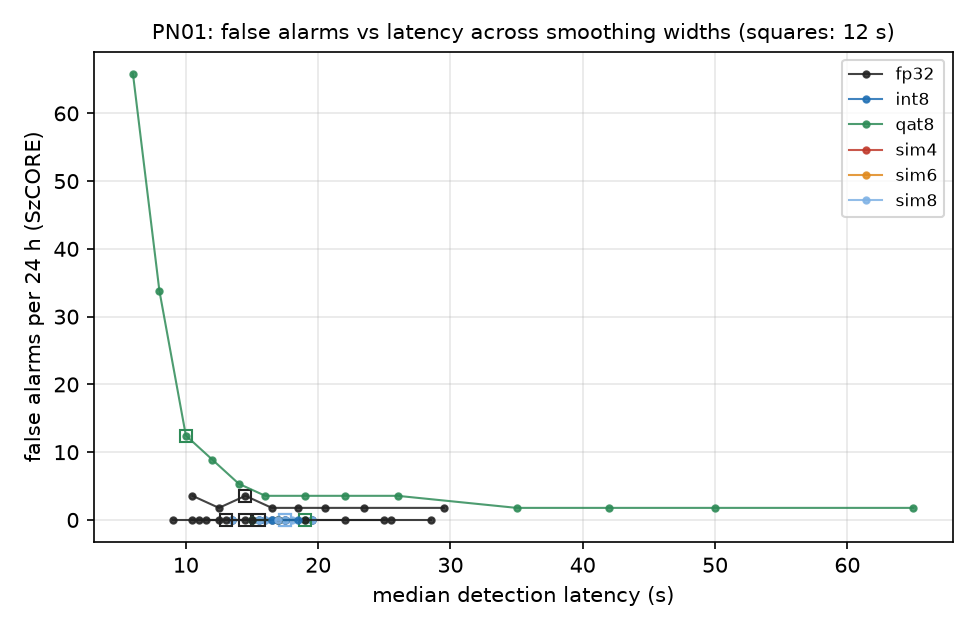 PN01: false alarms vs latency across smoothing widths (squares: 12 s)
false alarms per 24 h (SzCORE)
60
50
40
30
20
10
0
fp32
int8
qat8
sim4
sim6
sim8
10 20 30 40 50 60
median detection latency (s)